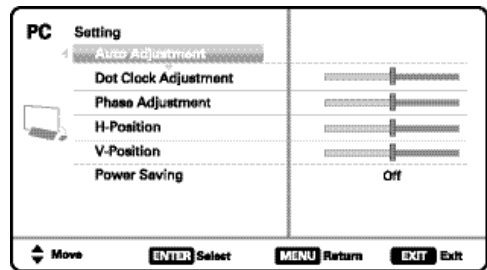 PC Setting
Auto Adjustment
Dot Clock Adjustment
Phase Adjustment
H-Position
V-Position
Power Saving Off
Move ENTER Select MENU Return EXIT Exit